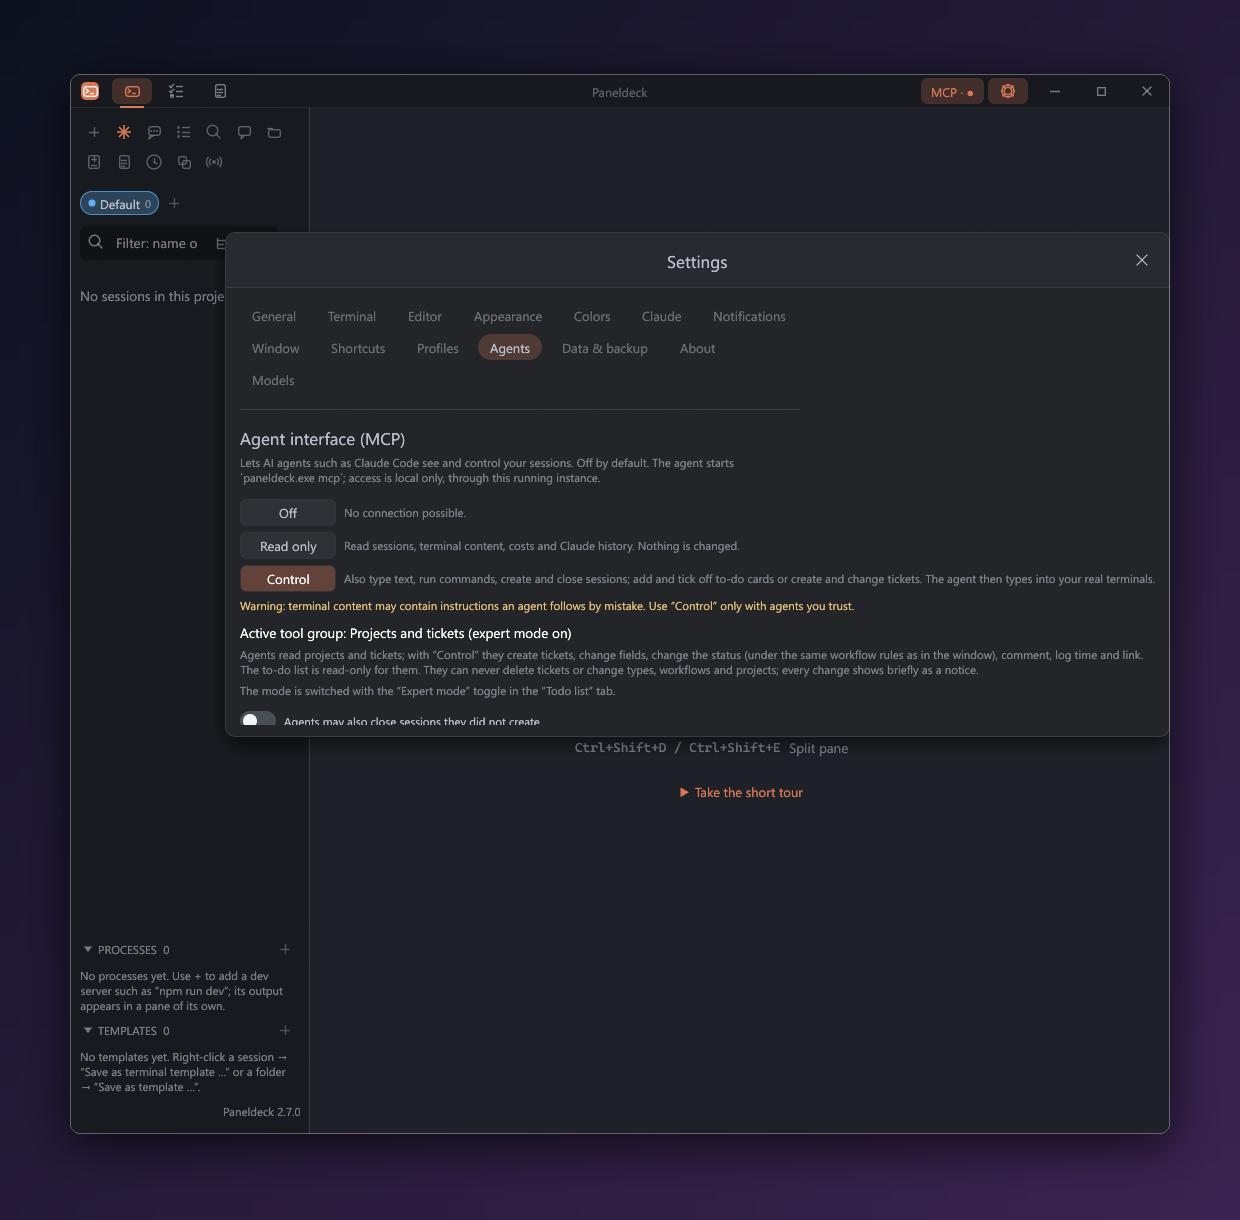 Paneldeck
MCP · ●
Default 0
Filter: name o
No sessions in this proje
Settings
General
Terminal
Editor
Appearance
Colors
Claude
Notifications
Window
Shortcuts
Profiles
Agents
Data & backup
About
Models
Agent interface (MCP)
Lets AI agents such as Claude Code see and control your sessions. Off by default. The agent starts
`paneldeck.exe mcp`; access is local only, through this running instance.
Off
No connection possible.
Read only
Read sessions, terminal content, costs and Claude history. Nothing is changed.
Control
Also type text, run commands, create and close sessions; add and tick off to-do cards or create and change tickets. The agent then types into your real terminals.
Warning: terminal content may contain instructions an agent follows by mistake. Use “Control” only with agents you trust.
Active tool group: Projects and tickets (expert mode on)
Agents read projects and tickets; with “Control” they create tickets, change fields, change the status (under the same workflow rules as in the window), comment, log time and link.
The to-do list is read-only for them. They can never delete tickets or change types, workflows and projects; every change shows briefly as a notice.
The mode is switched with the “Expert mode” toggle in the “Todo list” tab.
Agents may also close sessions they did not create
Ctrl+Shift+D / Ctrl+Shift+E Split pane
▶ Take the short tour
PROCESSES 0
No processes yet. Use + to add a dev
server such as “npm run dev”; its output
appears in a pane of its own.
TEMPLATES 0
No templates yet. Right-click a session →
“Save as terminal template …” or a folder
→ “Save as template …”.
Paneldeck 2.7.0